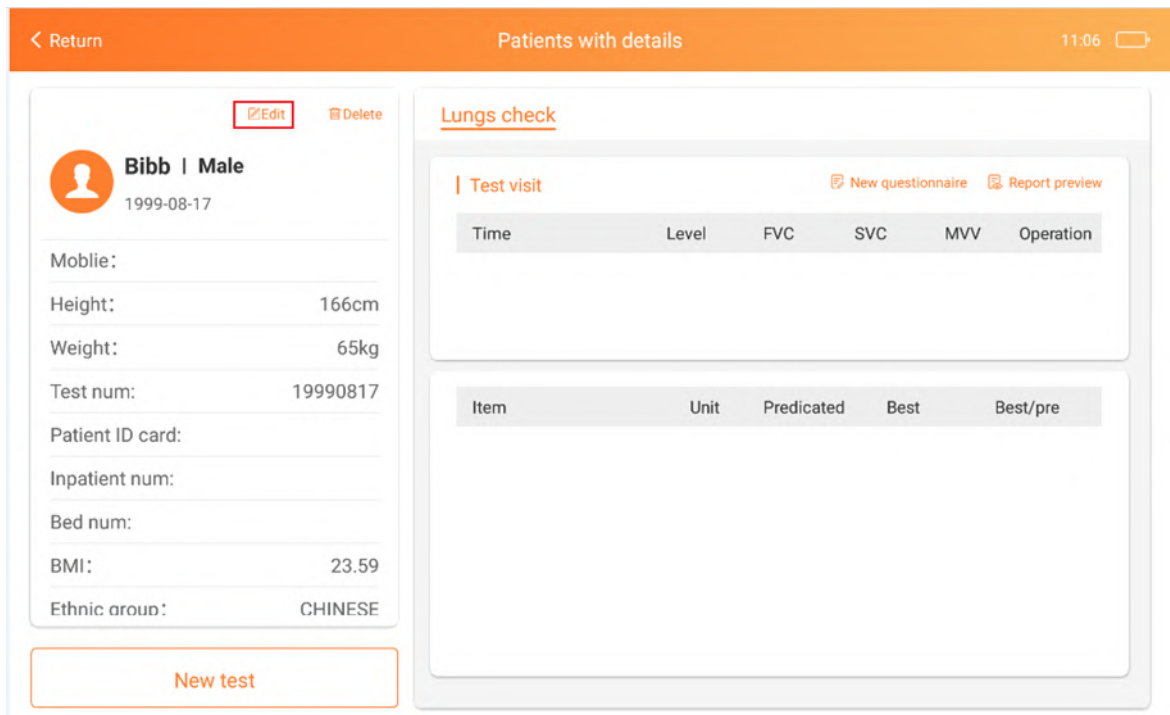 Return
Patients with details
11:06
Edit
Delete
Bibb | Male
1999-08-17
Moblie:
Height: 166cm
Weight: 65kg
Test num: 19990817
Patient ID card:
Inpatient num:
Bed num:
BMI: 23.59
Ethnic group: CHINESE
New test
Lungs check
Test visit
New questionnaire
Report preview
Time Level FVC SVC MVV Operation
Item Unit Predicated Best Best/pre